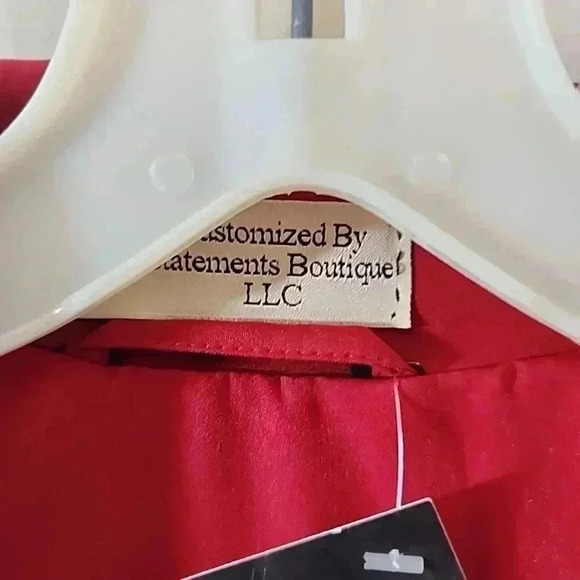 ustomized By
tatements Boutique
LLC